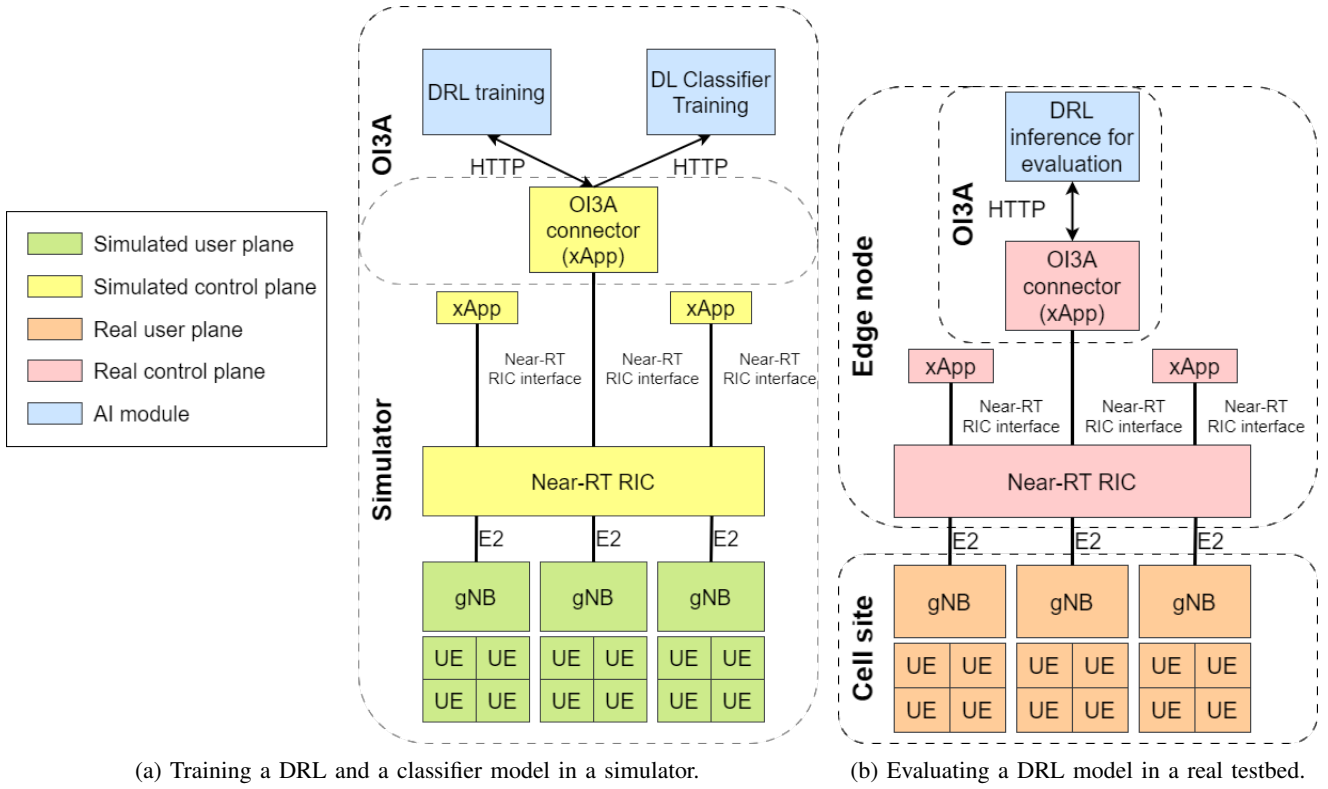 Simulated user plane
Simulated control plane
Real user plane
Real control plane
AI module
OI3A
DRL training
DL Classifier
Training
HTTP
HTTP
OI3A
connector
(xApp)
Simulator
xApp
xApp
Near-RT
RIC interface
Near-RT
RIC interface
Near-RT
RIC interface
Near-RT RIC
E2
E2
E2
gNB
gNB
gNB
UE UE UE UE UE UE
UE UE UE UE UE UE
(a) Training a DRL and a classifier model in a simulator.
Edge node
OI3A
DRL
inference for
evaluation
HTTP
OI3A
connector
(xApp)
xApp
xApp
Near-RT
RIC interface
Near-RT
RIC interface
Near-RT
RIC interface
Near-RT RIC
E2
E2
E2
Cell site
gNB
gNB
gNB
UE UE UE UE UE UE
UE UE UE UE UE UE
(b) Evaluating a DRL model in a real testbed.